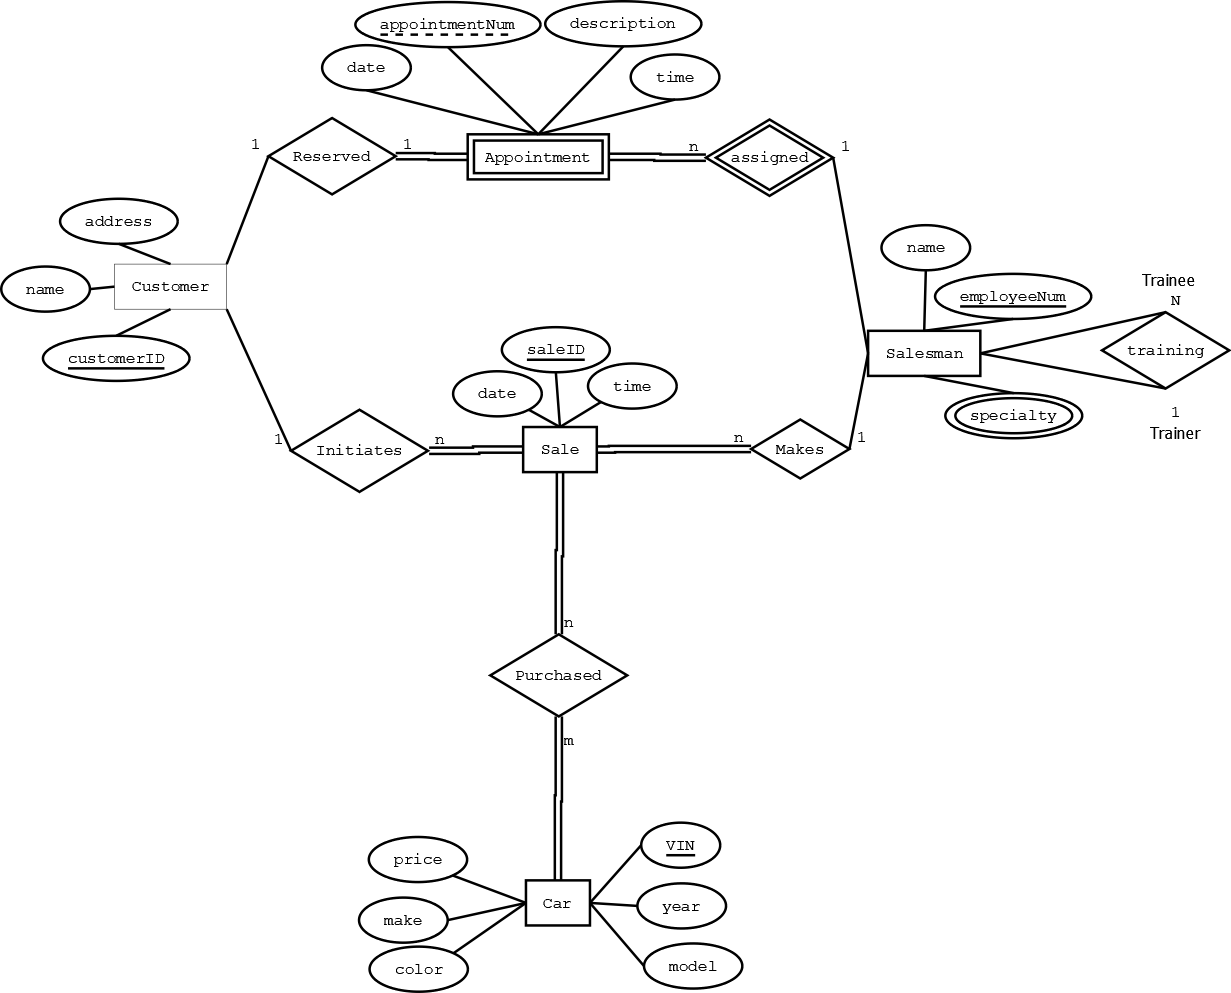 appointmentNum
description
date
time
1
Reserved
1
Appointment
n
assigned
1
address
name
Customer
customerID
name
employeeNum
Trainee
N
Salesman
training
specialty
1
Trainer
saleID
date
time
1
Initiates
n
Sale
n
Makes
1
n
Purchased
m
price
VIN
make
Car
year
color
model